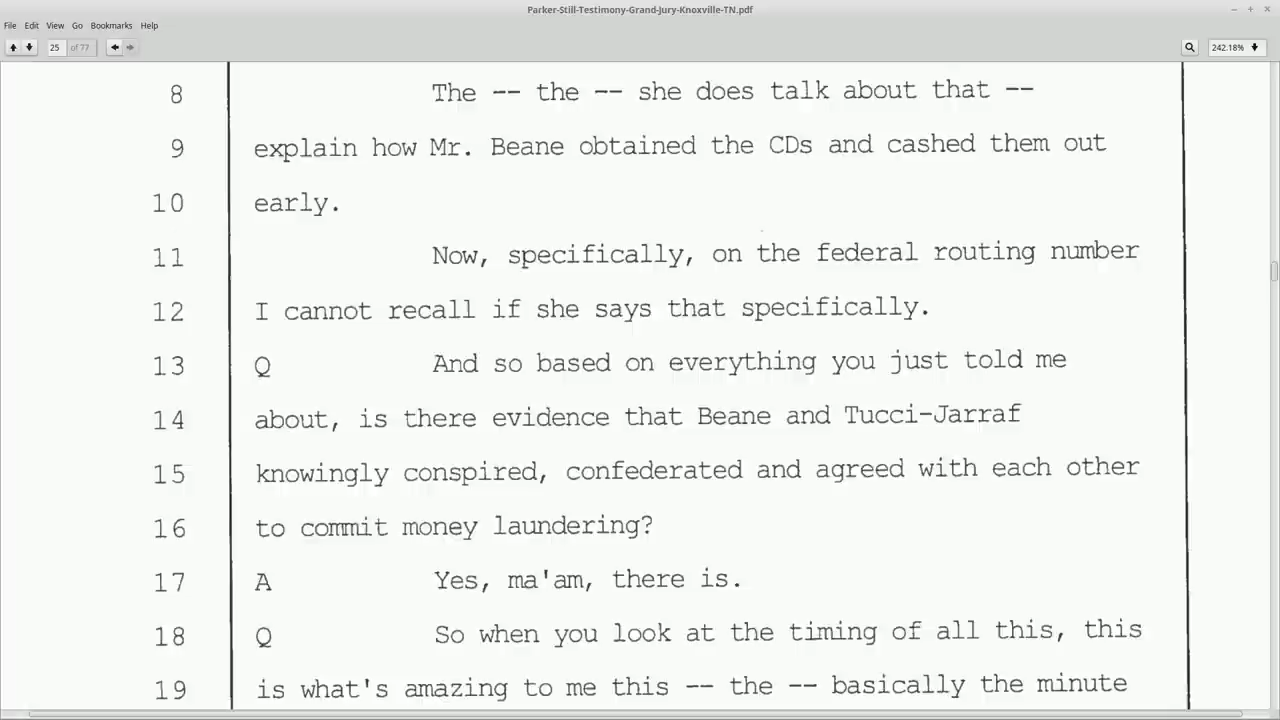 Parker-Still-Testimony-Grand-Jury-Knoxville-TN.pdf
File Edit View Go Bookmarks Help
25 of 77 242.18%
8 The -- the -- she does talk about that --
9 explain how Mr. Beane obtained the CDs and cashed them out
10 early.
11 Now, specifically, on the federal routing number
12 I cannot recall if she says that specifically.
13 Q And so based on everything you just told me
14 about, is there evidence that Beane and Tucci-Jarraf
15 knowingly conspired, confederated and agreed with each other
16 to commit money laundering?
17 A Yes, ma'am, there is.
18 Q So when you look at the timing of all this, this
19 is what's amazing to me this -- the -- basically the minute